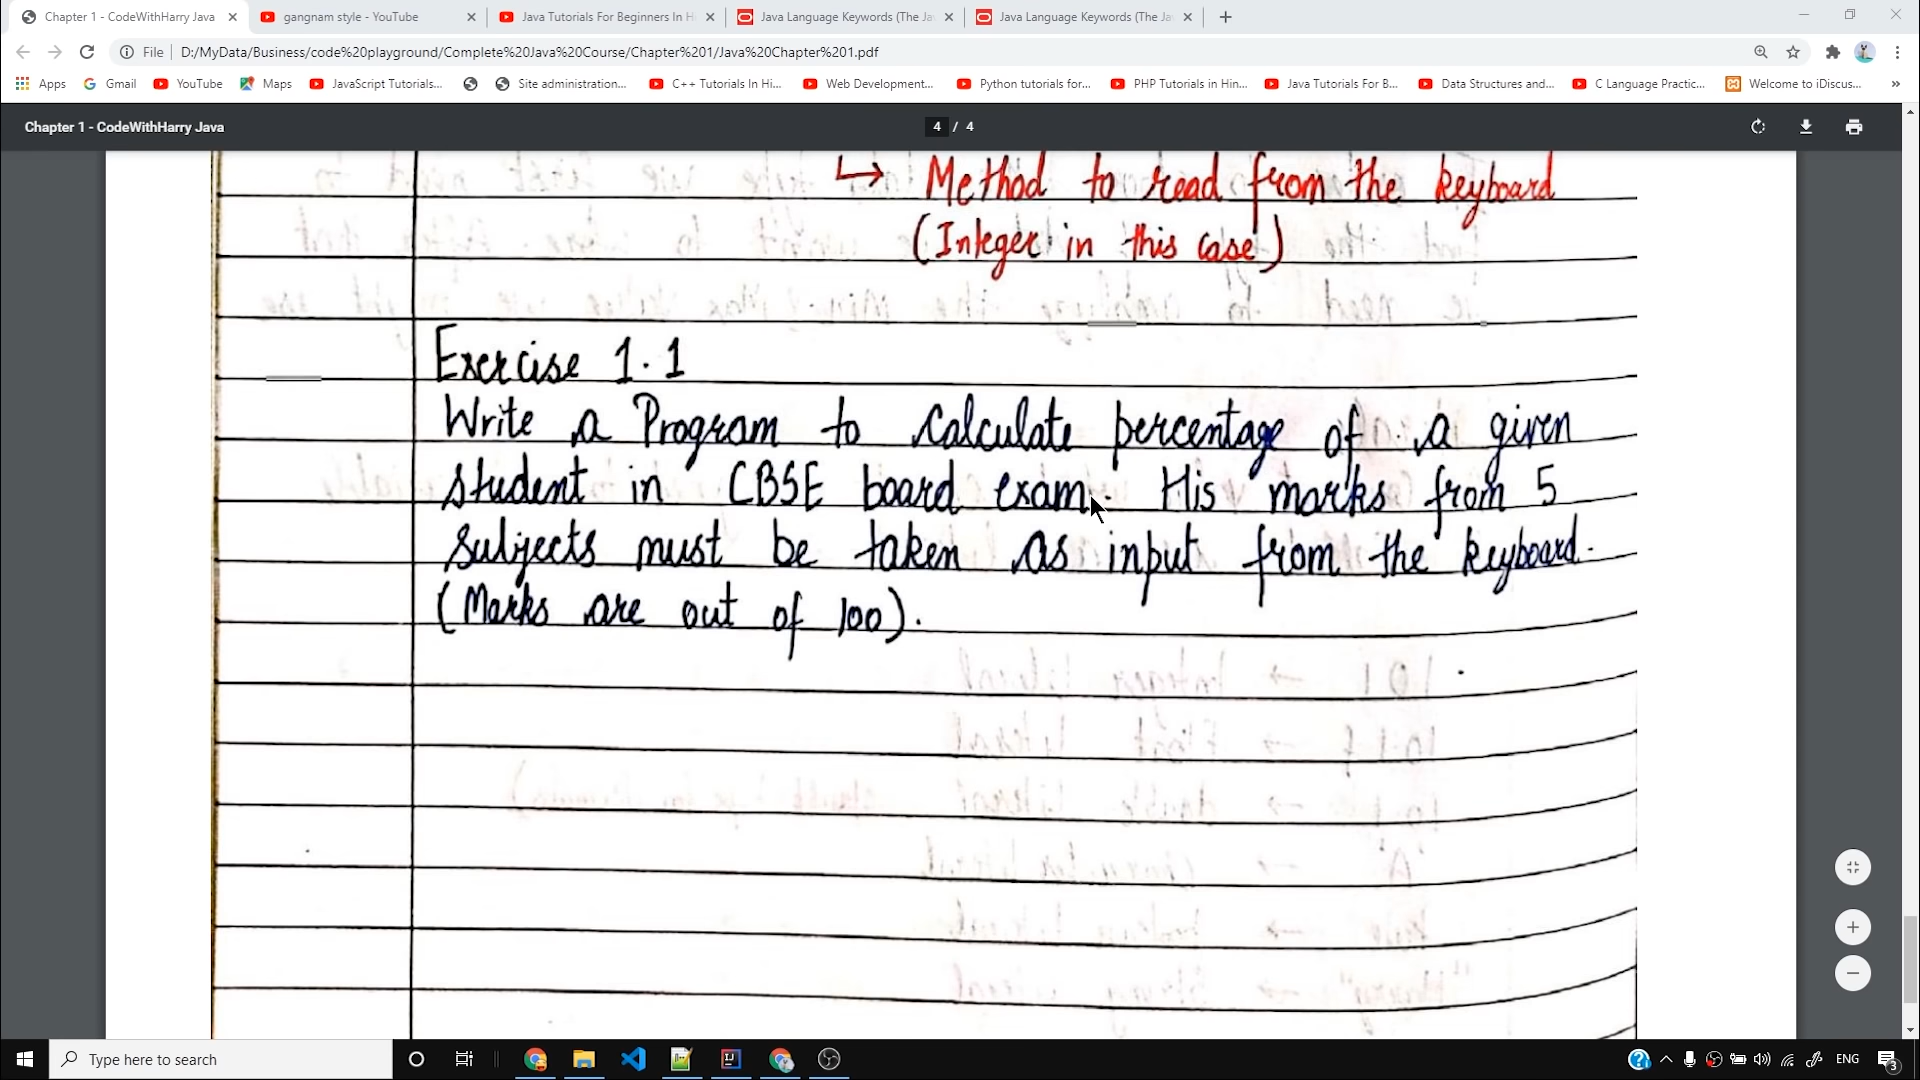 Chapter 1 - CodeWithHarry Java
gangnam style - YouTube
Java Tutorials For Beginners In H
Java Language Keywords (The Ja
Java Language Keywords (The Ja
File | D:/MyData/Business/code%20playground/Complete%20Java%20Course/Chapter%201/Java%20Chapter%201.pdf
Apps Gmail YouTube Maps JavaScript Tutorials... Site administration... C++ Tutorials In Hi... Web Development... Python tutorials for... PHP Tutorials in Hin... Java Tutorials For B... Data Structures and... C Language Practic... Welcome to iDiscus... »
Chapter 1 - CodeWithHarry Java 4 / 4
↳ Method to read from the keyboard
(Integer in this case)
Exercise 1.1
Write a Program to calculate percentage of a given
student in CBSE board exam. His marks from 5
subjects must be taken as input from the keyboard.
(Marks are out of 100).
Type here to search
ENG
3